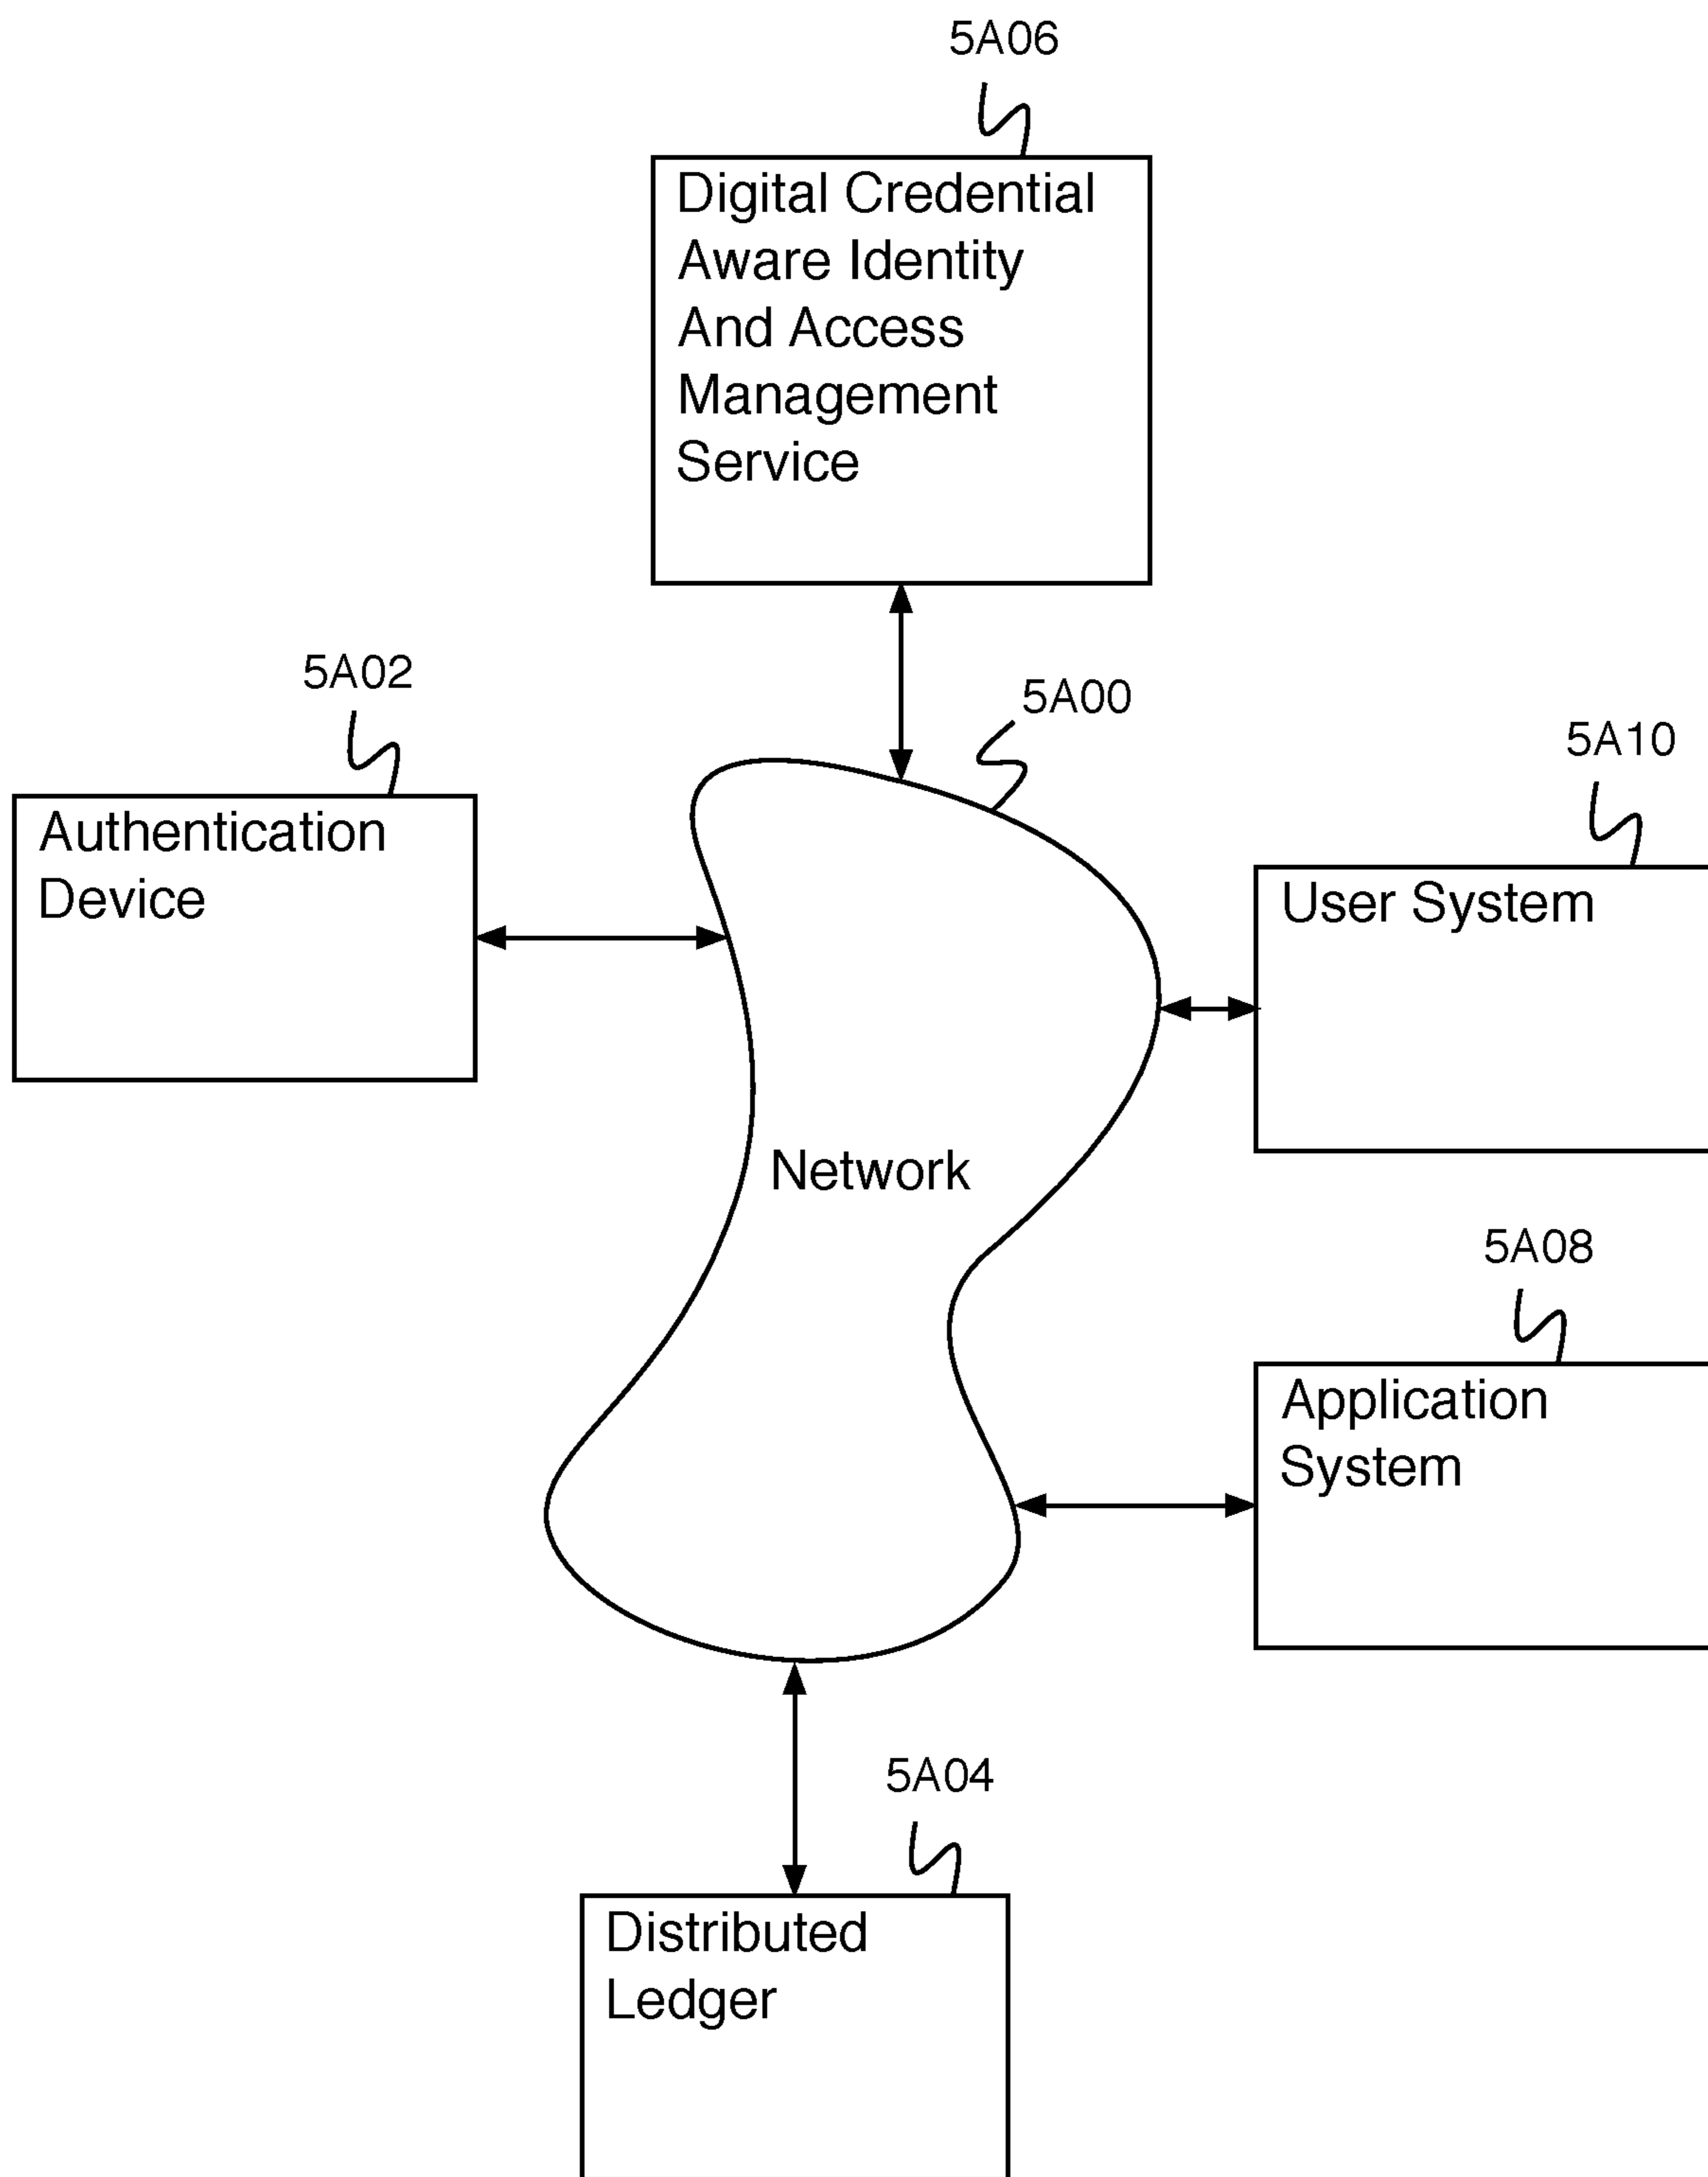 5A06
Digital Credential
Aware Identity
And Access
Management
Service
5A02
5A00
5A10
Authentication
Device
User System
Network
5A08
Application
System
5A04
Distributed
Ledger